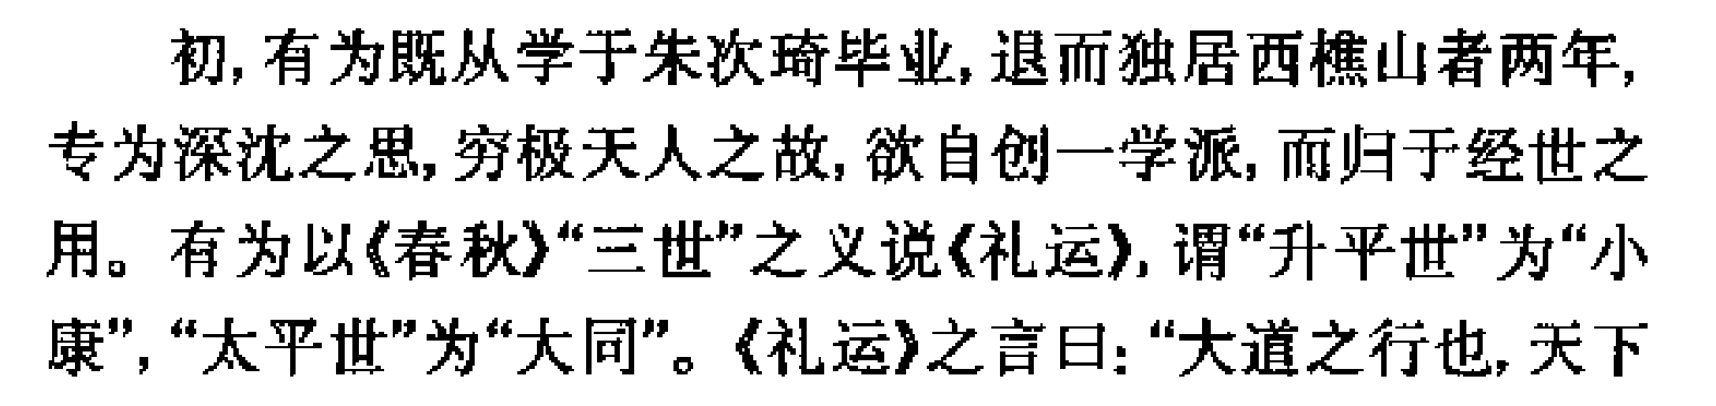 初,有为既从学于朱次琦毕业,退而独居西樵山者两年,
专为深沈之思,穷极天人之故,欲自创一学派,而归于经世之
用。有为以《春秋》“三世”之义说《礼运》,谓“升平世”为“小
康”,“太平世”为“大同”。《礼运》之言曰:“大道之行也,天下